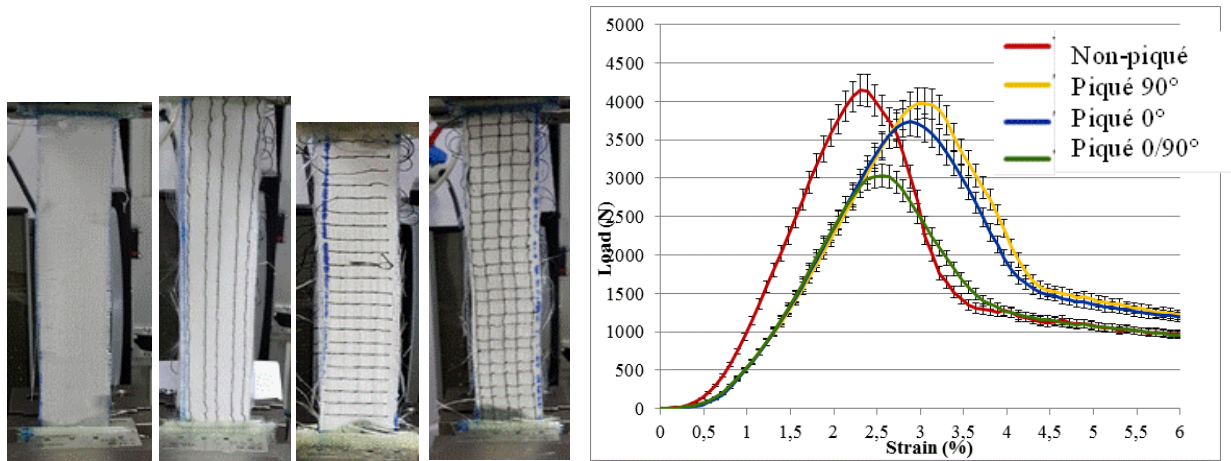 5000
4500
4000
3500
3000
2500
2000
1500
1000
500
0
Load (N)
0 0,5 1 1,5 2 2,5 3 3,5 4 4,5 5 5,5 6
Strain (%)
Non-piqué
Piqué 90°
Piqué 0°
Piqué 0/90°